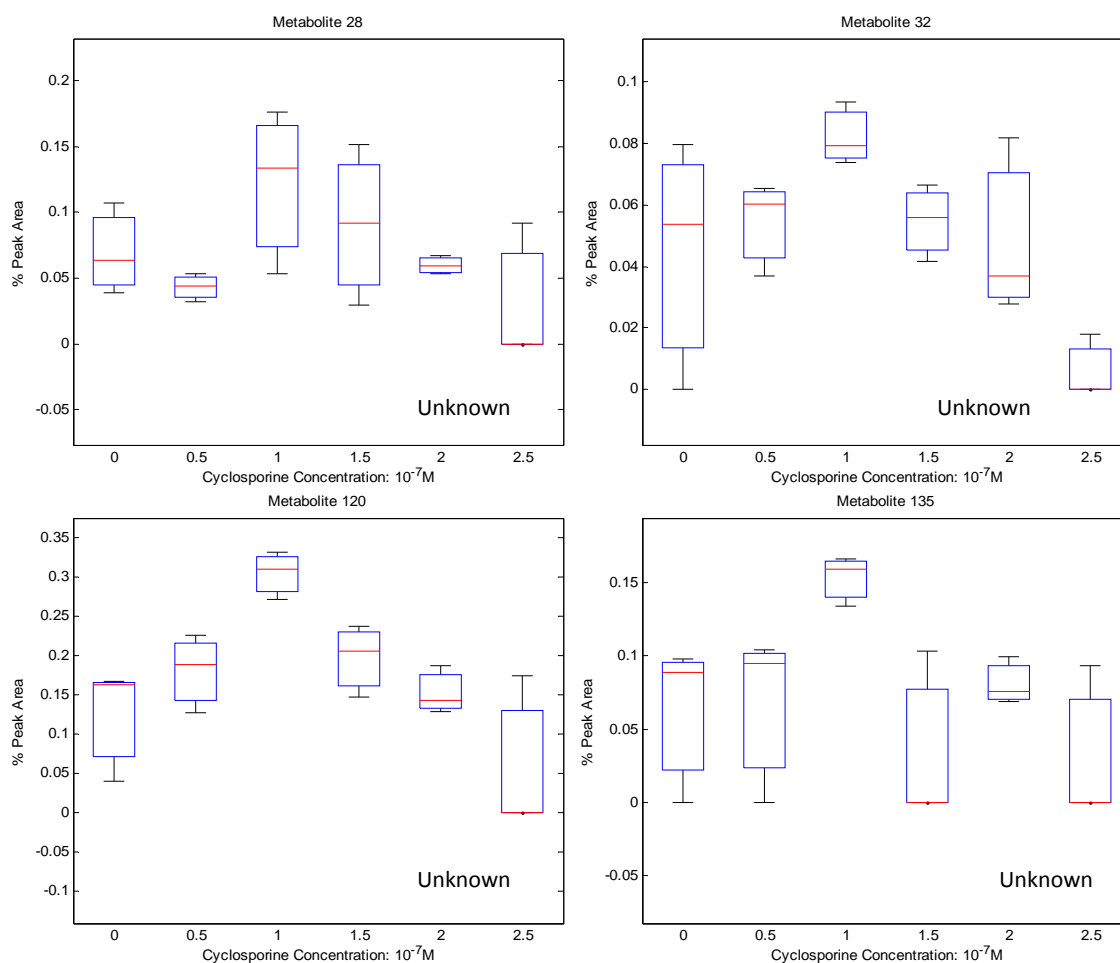 Metabolite 28
% Peak Area
0.2
0.15
0.1
0.05
0
-0.05
Unknown
0 0.5 1 1.5 2 2.5
Cyclosporine Concentration: 10⁻⁷M
Metabolite 32
% Peak Area
0.1
0.08
0.06
0.04
0.02
0
Unknown
0 0.5 1 1.5 2 2.5
Cyclosporine Concentration: 10⁻⁷M
Metabolite 120
% Peak Area
0.35
0.3
0.25
0.2
0.15
0.1
0.05
0
-0.05
-0.1
Unknown
0 0.5 1 1.5 2 2.5
Cyclosporine Concentration: 10⁻⁷M
Metabolite 135
% Peak Area
0.15
0.1
0.05
0
-0.05
Unknown
0 0.5 1 1.5 2 2.5
Cyclosporine Concentration: 10⁻⁷M